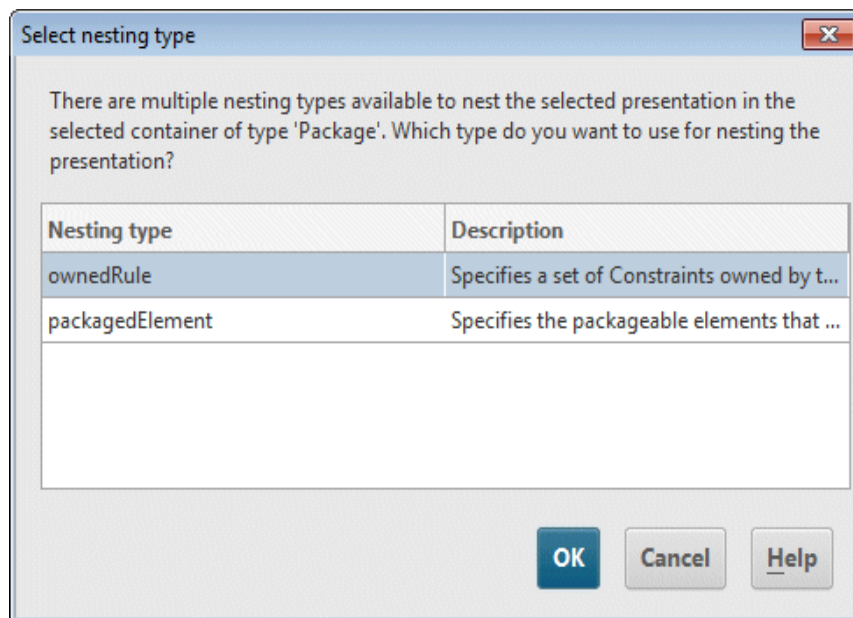 Select nesting type
There are multiple nesting types available to nest the selected presentation in the
selected container of type 'Package'. Which type do you want to use for nesting the
presentation?
Nesting type Description
ownedRule Specifies a set of Constraints owned by t...
packagedElement Specifies the packageable elements that ...
OK Cancel Help